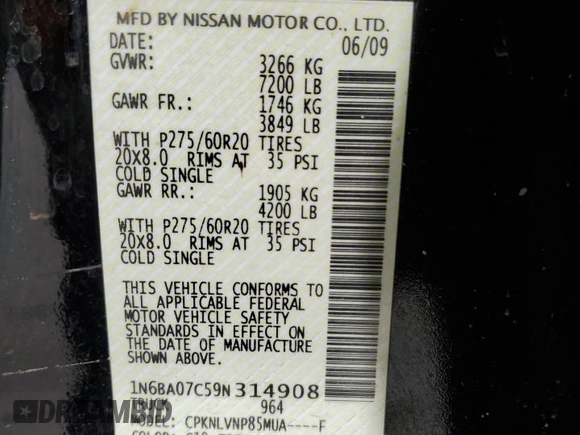 MFD BY NISSAN MOTOR CO., LTD.
DATE: 06/09
GVWR: 3266 KG
7200 LB
GAWR FR.: 1746 KG
3849 LB
WITH P275/60R20 TIRES
20X8.0 RIMS AT 35 PSI
COLD SINGLE
GAWR RR.: 1905 KG
4200 LB
WITH P275/60R20 TIRES
20X8.0 RIMS AT 35 PSI
COLD SINGLE
THIS VEHICLE CONFORMS TO
ALL APPLICABLE FEDERAL
MOTOR VEHICLE SAFETY
STANDARDS IN EFFECT ON
THE DATE OF MANUFACTURE
SHOWN ABOVE.
1N6BA07C59N314908
TRUCK 964
MODEL: CPKNLVNP85MUA----F
AUTOBIDMASTER